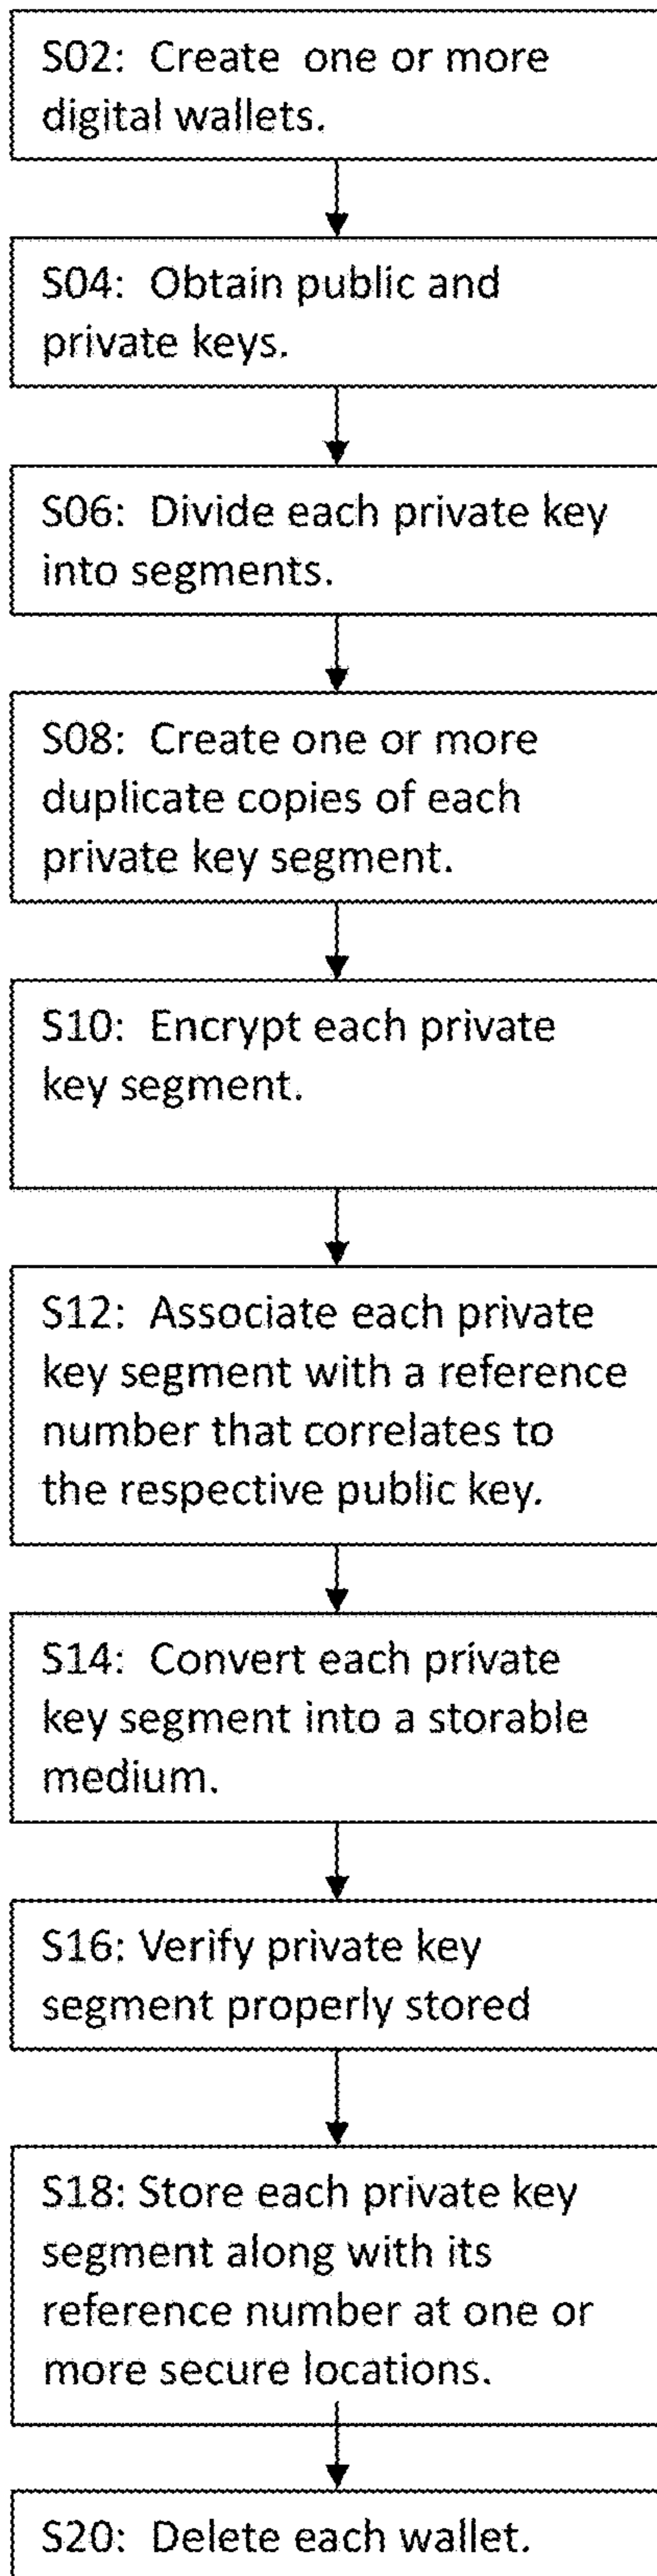 S02:  Create  one or more
digital wallets.
S04:  Obtain public and
private keys.
S06:  Divide each private key
into segments.
S08:  Create one or more
duplicate copies of each
private key segment.
S10:  Encrypt each private
key segment.
S12:  Associate each private
key segment with a reference
number that correlates to
the respective public key.
S14:  Convert each private
key segment into a storable
medium.
S16: Verify private key
segment properly stored
S18: Store each private key
segment along with its
reference number at one or
more secure locations.
S20:  Delete each wallet.